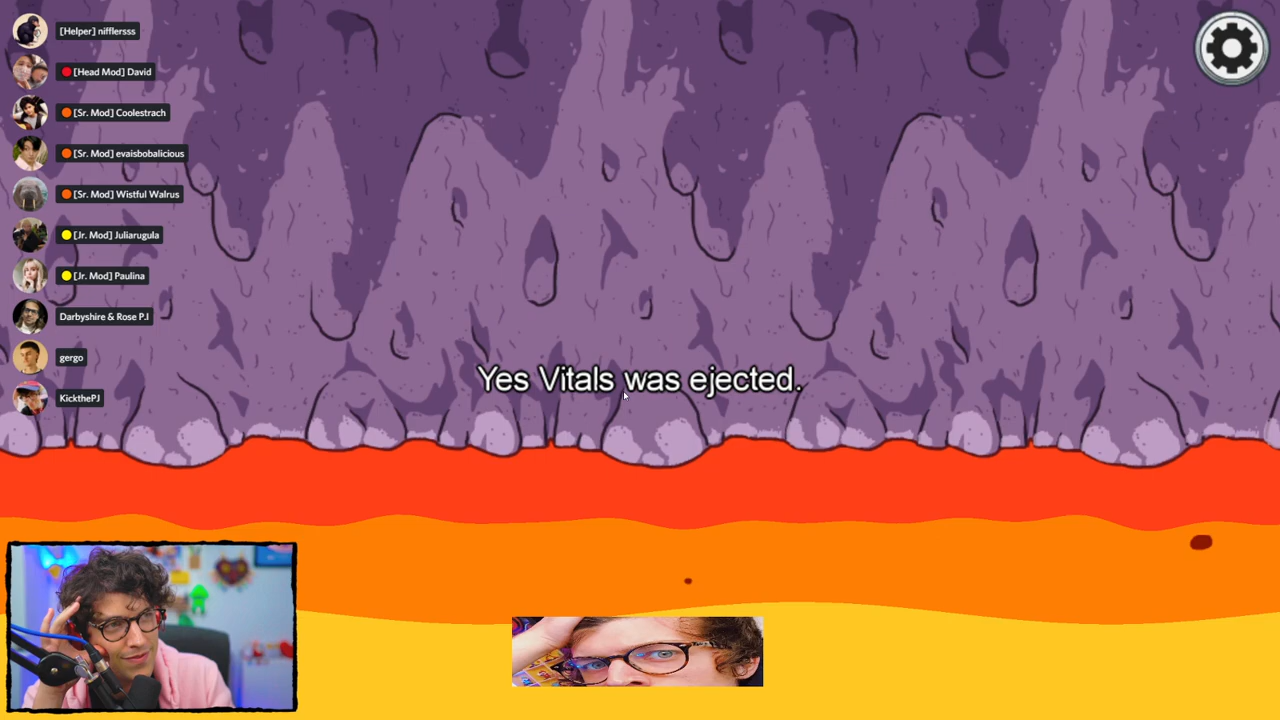 [Helper] nifflersss
[Head Mod] David
[Sr. Mod] Coolestrach
[Sr. Mod] evaisbobalicious
[Sr. Mod] Wistful Walrus
[Jr. Mod] Juliarugula
[Jr. Mod] Paulina
Darbyshire & Rose P.I
gergo
KickthePJ
Yes Vitals was ejected.